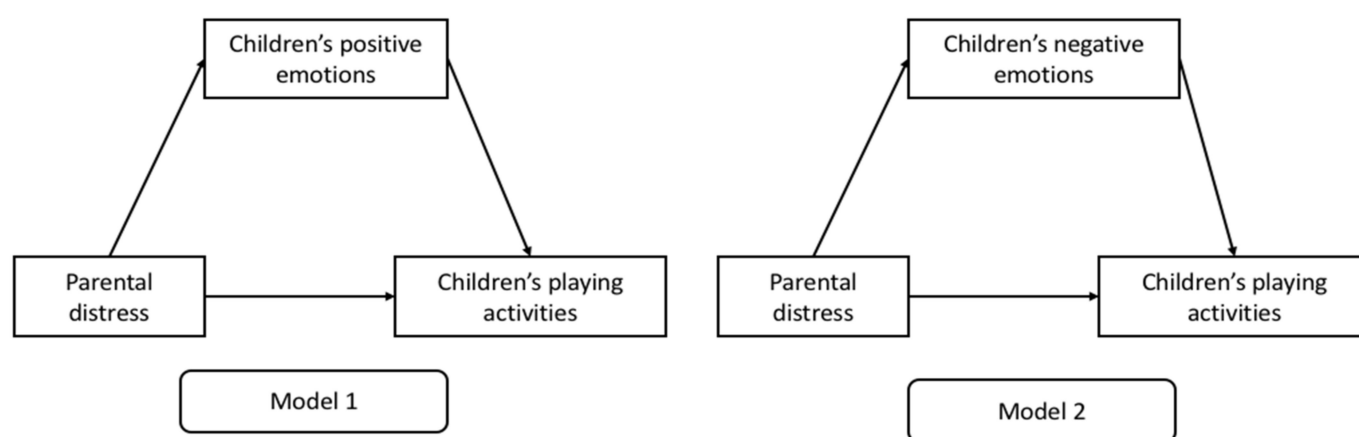 Children’s positive
emotions
Parental
distress
Children’s playing
activities
Model 1
Children’s negative
emotions
Parental
distress
Children’s playing
activities
Model 2